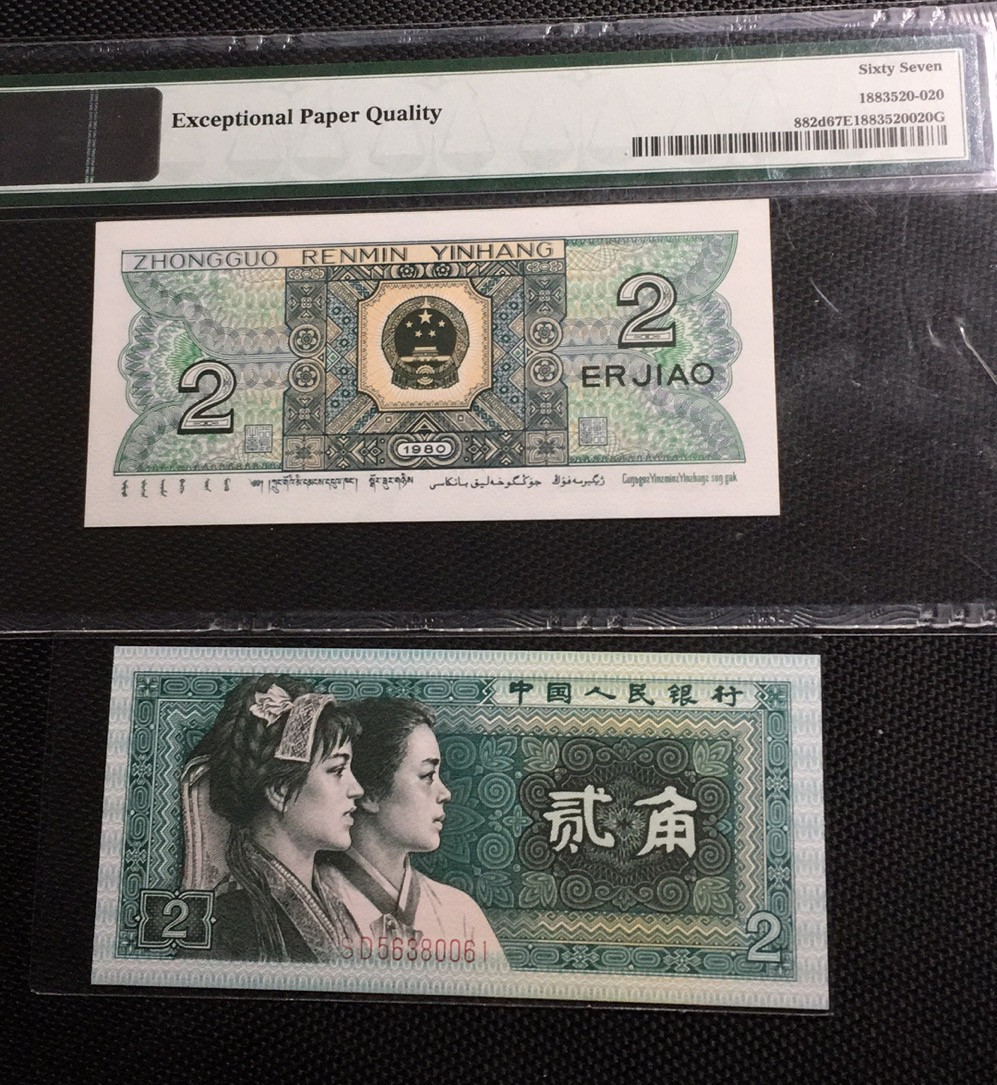 Exceptional Paper Quality
Sixty Seven
1883520-020
882d67E1883520020G
ZHONGGUO RENMIN YINHANG
2
2
ERJIAO
1980
中国人民银行
贰角
2
2
SD56380061